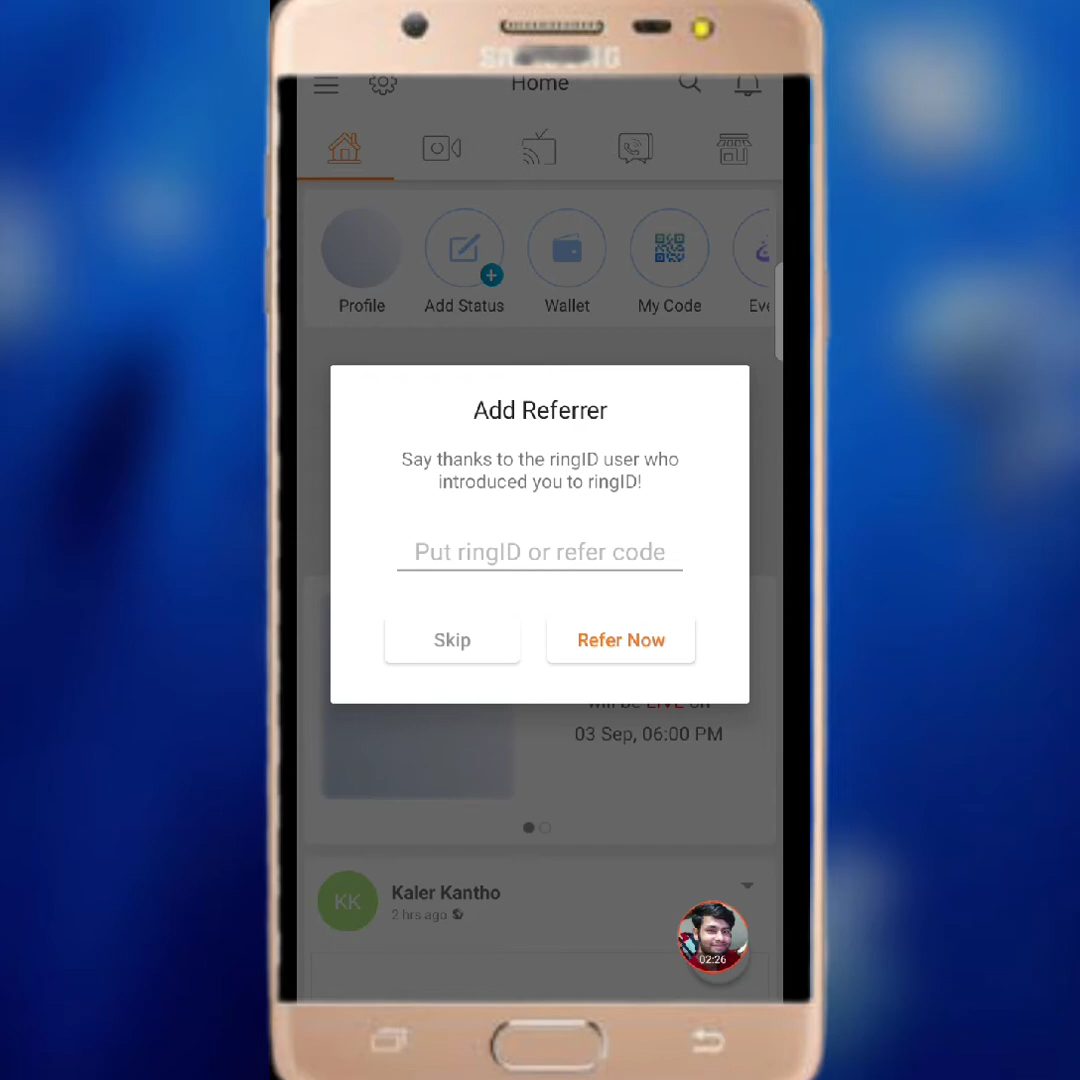 Home
Profile
Add Status
Wallet
My Code
Eve
Add Referrer
Say thanks to the ringID user who
introduced you to ringID!
Put ringID or refer code
Skip
Refer Now
will be LIVE on
03 Sep, 06:00 PM
KK
Kaler Kantho
2 hrs ago
02:26